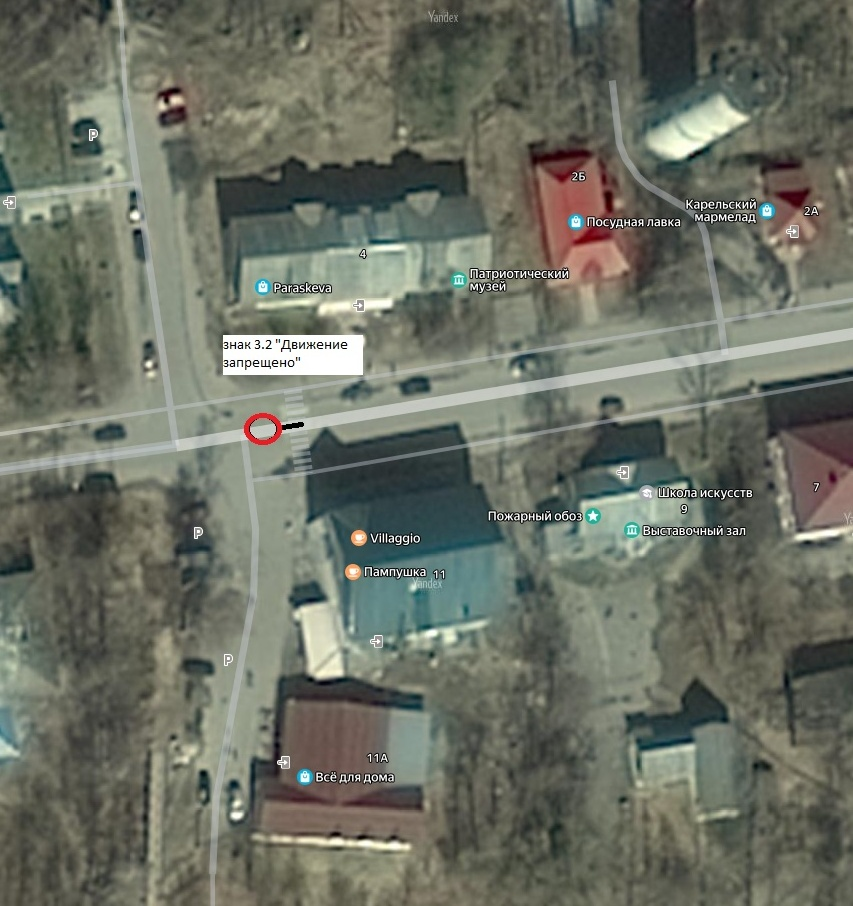 Yandex
P
2Б
Карельский
мармелад
2А
Посудная лавка
4
Патриотический
музей
Paraskeva
знак 3.2 "Движение
запрещено"
7
Школа искусств
9
Пожарный обоз
Выставочный зал
P
Villaggio
Пампушка
11
Yandex
P
11А
Всё для дома